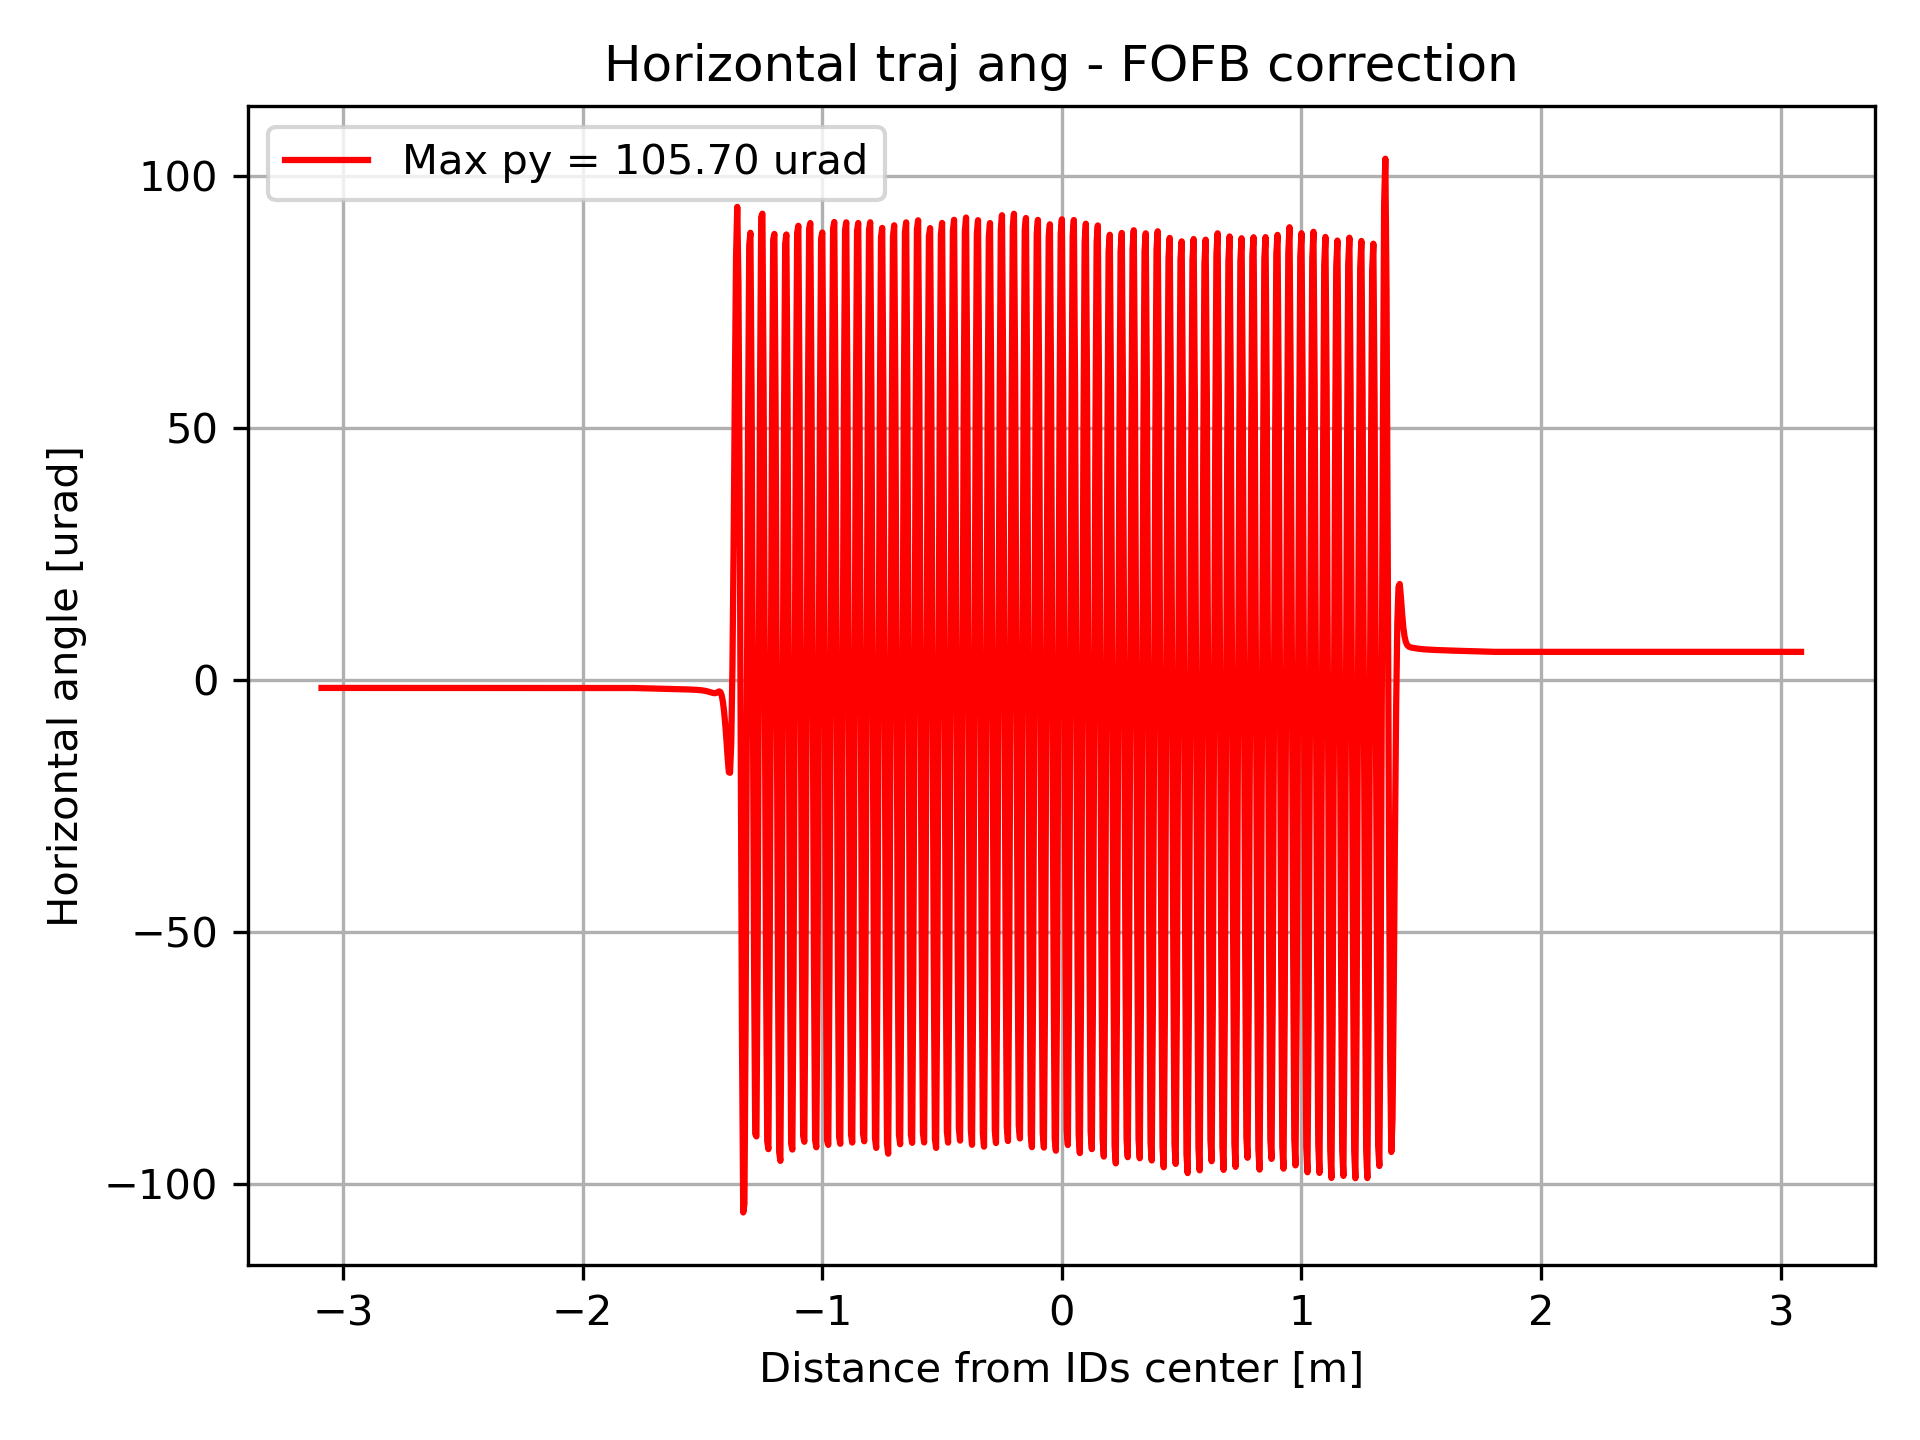 Horizontal traj ang - FOFB correction
Max py = 105.70 urad
100
50
0
−50
−100
Horizontal angle [urad]
−3 −2 −1 0 1 2 3
Distance from IDs center [m]